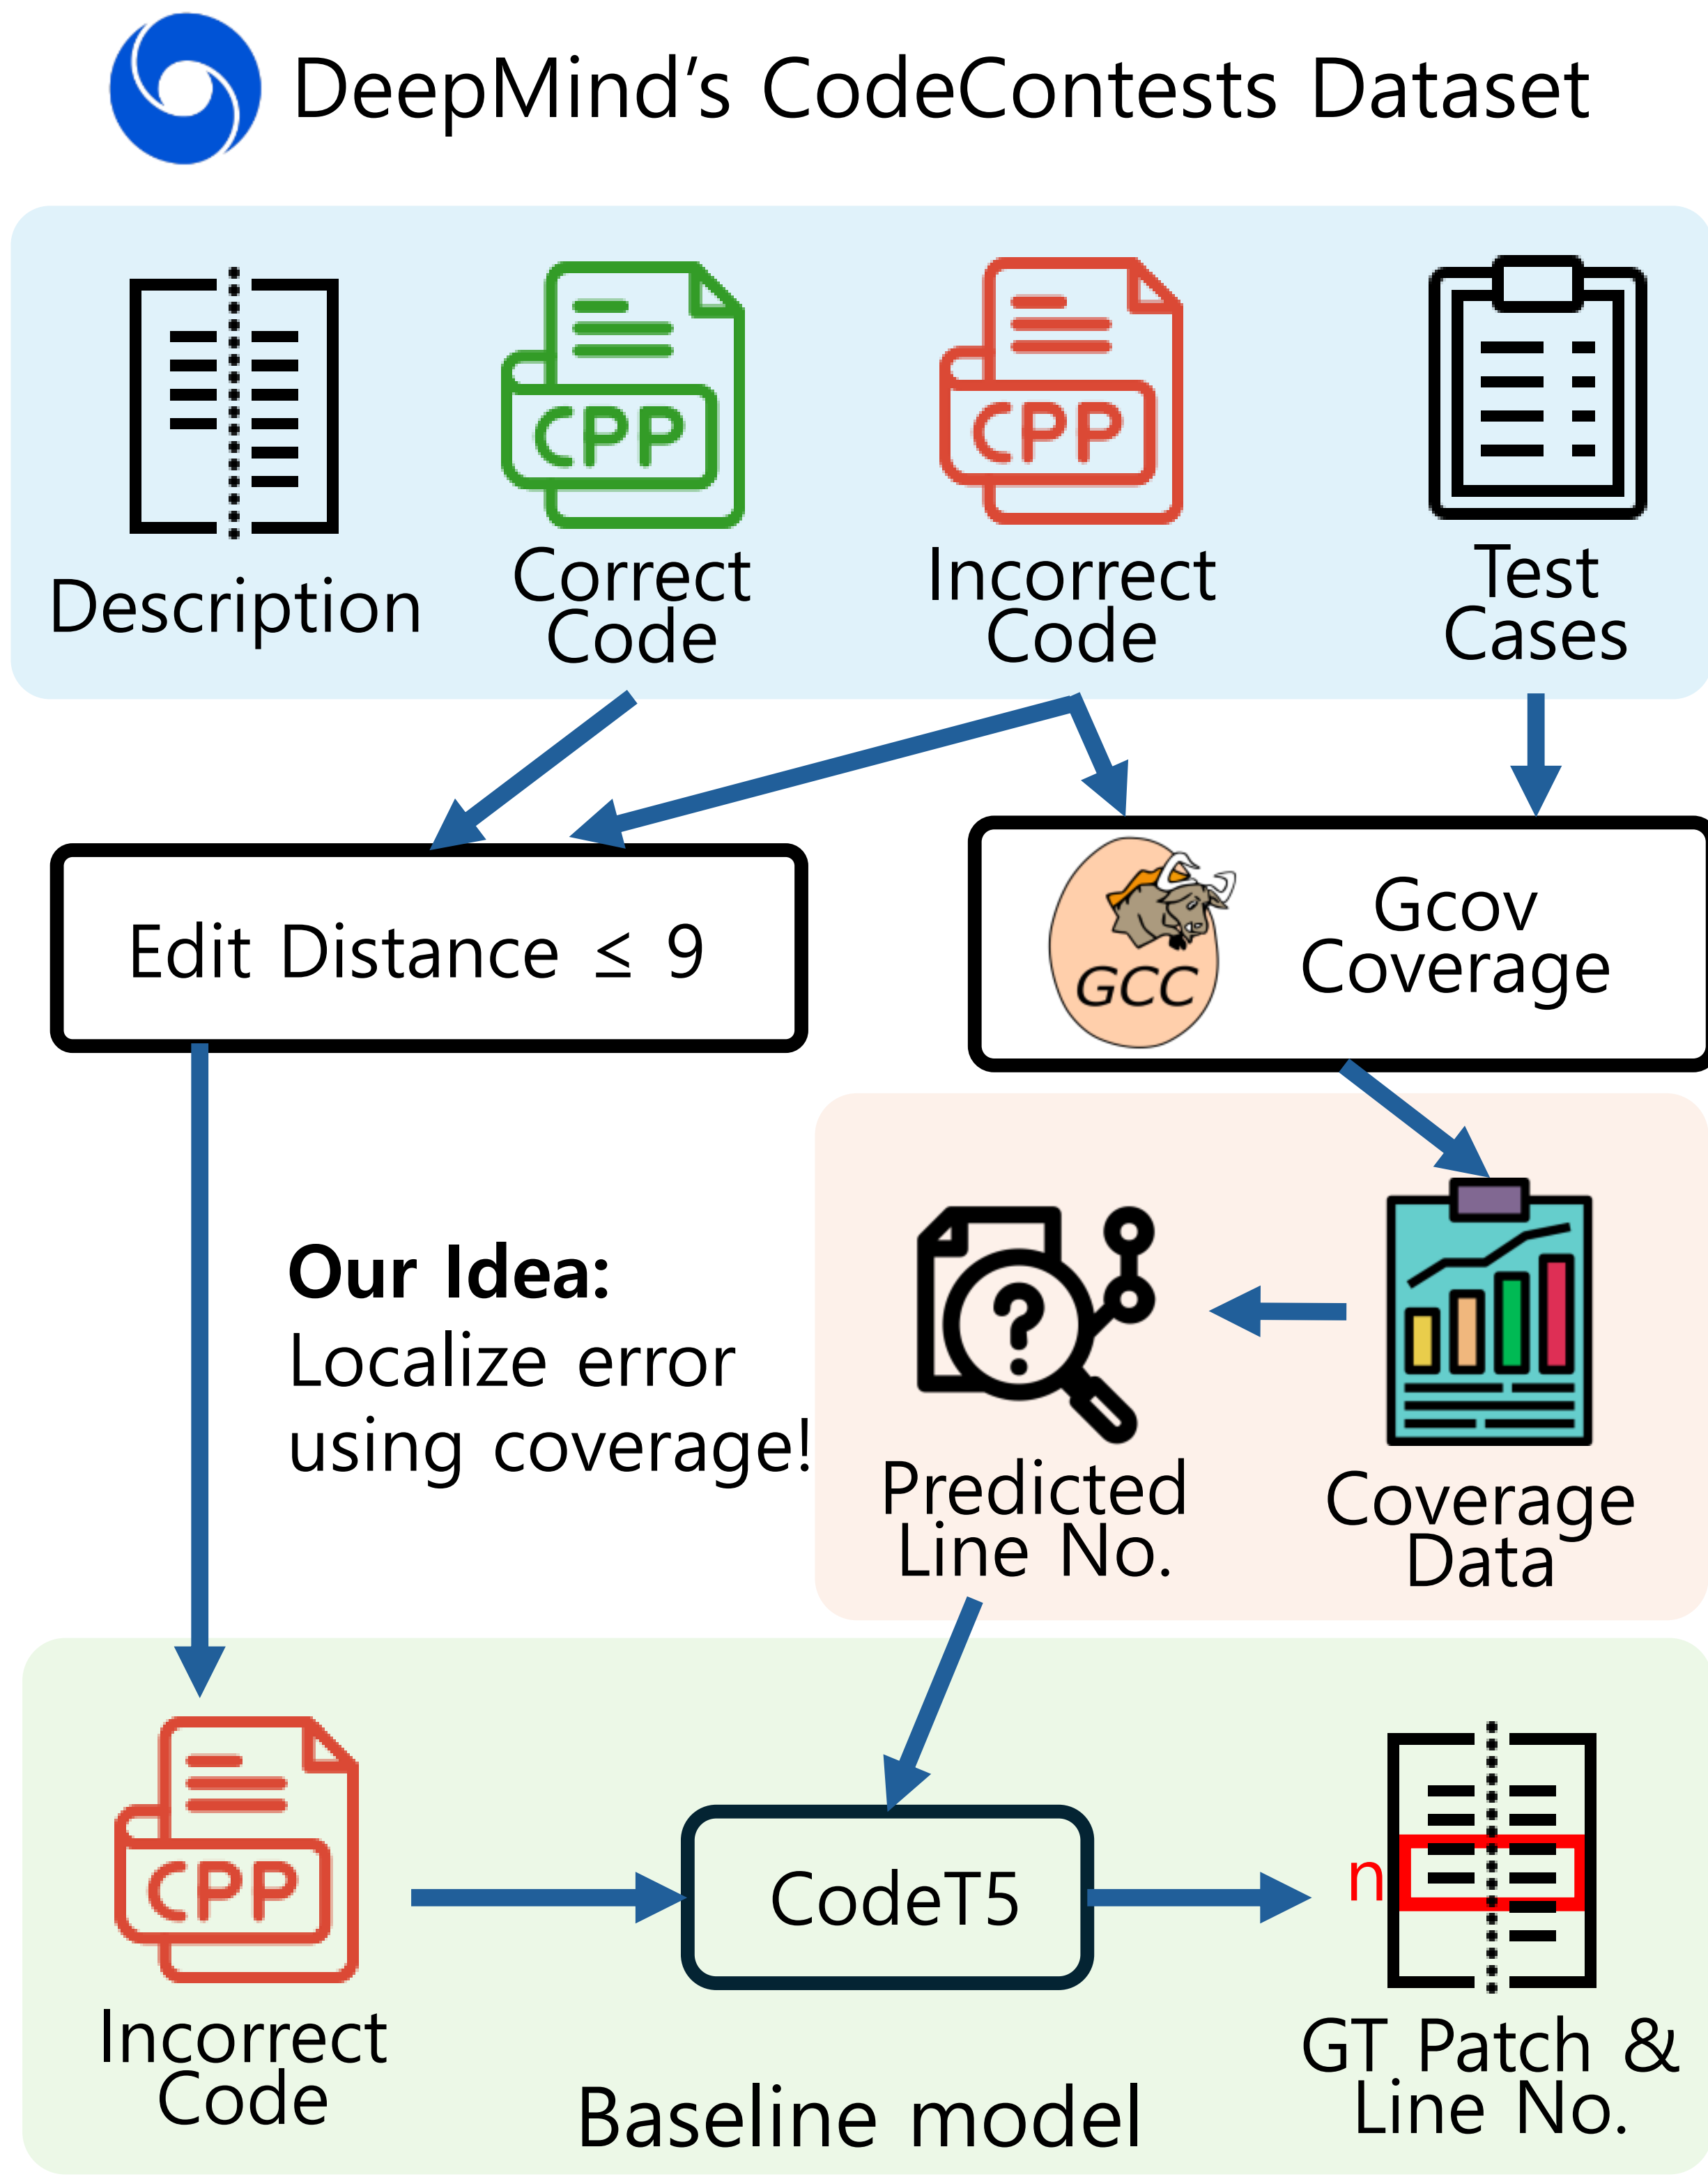 DeepMind’s CodeContests Dataset
CPP
CPP
Description
Correct
Code
Incorrect
Code
Test
Cases
Edit Distance ≤ 9
GCC
Gcov
Coverage
Our Idea:
Localize error
using coverage!
?
Predicted
Line No.
Coverage
Data
CPP
Incorrect
Code
CodeT5
Baseline model
n
GT Patch &
Line No.